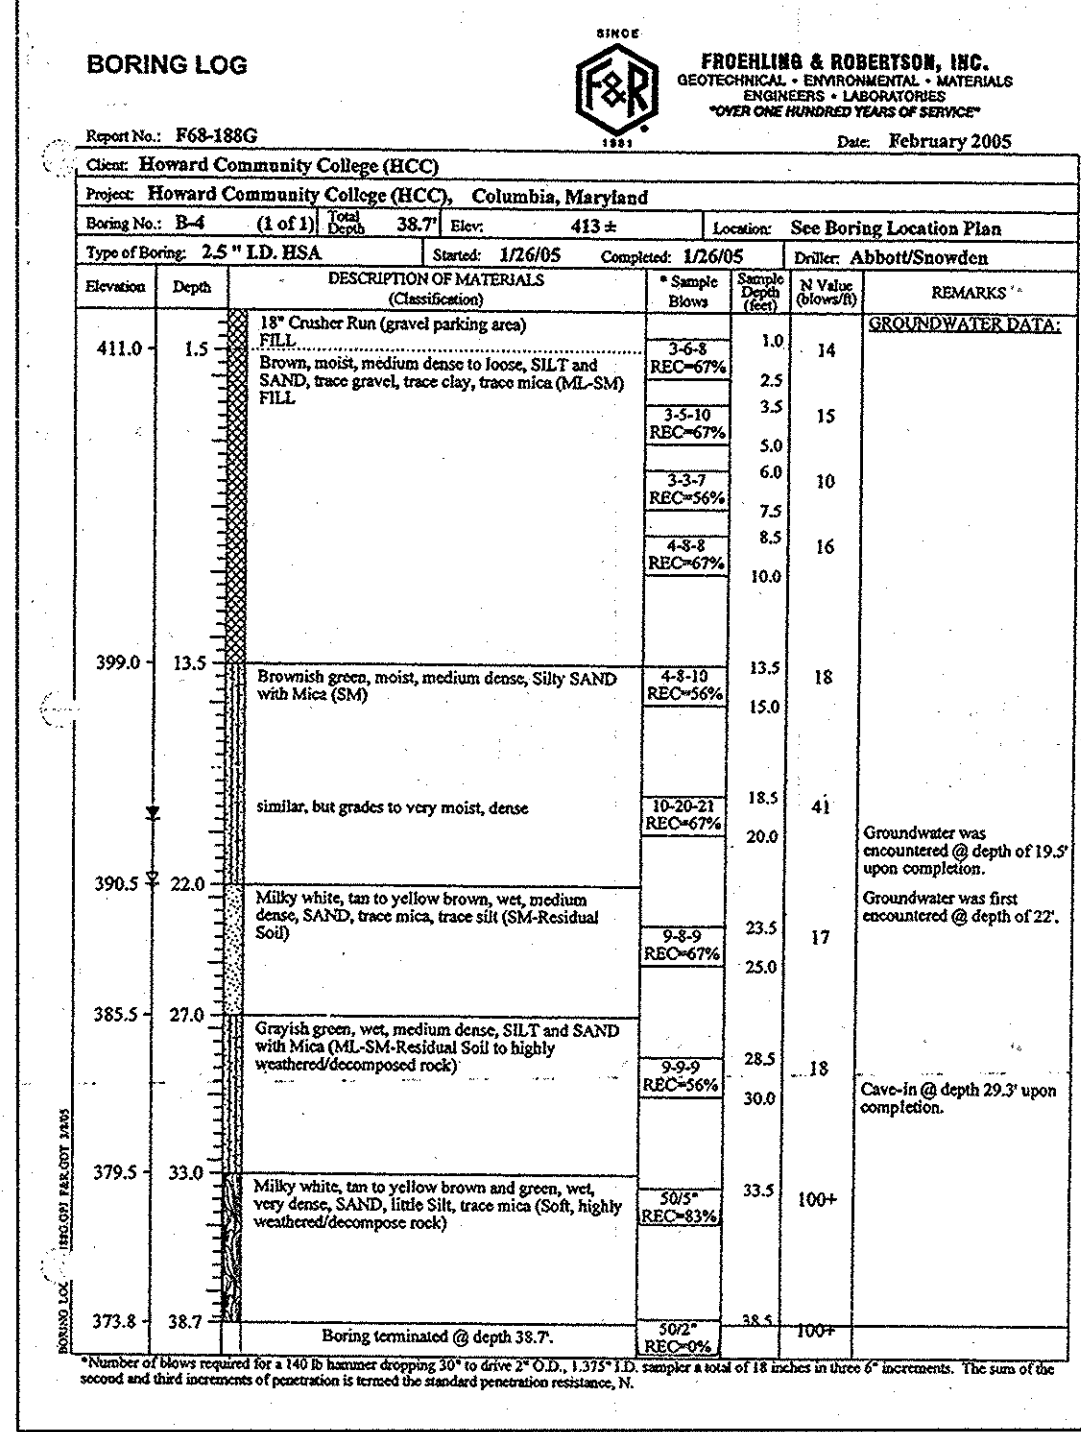 SINCE
BORING LOG
F&R
FROEHLING & ROBERTSON, INC.
GEOTECHNICAL • ENVIRONMENTAL • MATERIALS
ENGINEERS • LABORATORIES
"OVER ONE HUNDRED YEARS OF SERVICE"
1881
Report No.: F68-188G
Date: February 2005
Client: Howard Community College (HCC)
Project: Howard Community College (HCC), Columbia, Maryland
Boring No.: B-4 (1 of 1) Total Depth 38.7' Elev: 413 ± Location: See Boring Location Plan
Type of Boring: 2.5 " I.D. HSA Started: 1/26/05 Completed: 1/26/05 Driller: Abbott/Snowden
Elevation Depth DESCRIPTION OF MATERIALS (Classification) * Sample Blows Sample Depth (feet) N Value (blows/ft) REMARKS
18" Crusher Run (gravel parking area)
FILL
GROUNDWATER DATA:
411.0 1.5
Brown, moist, medium dense to loose, SILT and
SAND, trace gravel, trace clay, trace mica (ML-SM)
FILL
3-6-8
REC=67%
1.0
2.5
14
3-5-10
REC=67%
3.5
5.0
15
3-3-7
REC=56%
6.0
7.5
10
4-8-8
REC=67%
8.5
10.0
16
399.0 13.5
Brownish green, moist, medium dense, Silty SAND
with Mica (SM)
4-8-10
REC=56%
13.5
15.0
18
similar, but grades to very moist, dense
10-20-21
REC=67%
18.5
20.0
41
Groundwater was
encountered @ depth of 19.5'
upon completion.
390.5 22.0
Milky white, tan to yellow brown, wet, medium
dense, SAND, trace mica, trace silt (SM-Residual
Soil)
9-8-9
REC=67%
23.5
25.0
17
Groundwater was first
encountered @ depth of 22'.
385.5 27.0
Grayish green, wet, medium dense, SILT and SAND
with Mica (ML-SM-Residual Soil to highly
weathered/decomposed rock)
9-9-9
REC=56%
28.5
30.0
18
Cave-in @ depth 29.3' upon
completion.
379.5 33.0
Milky white, tan to yellow brown and green, wet,
very dense, SAND, little Silt, trace mica (Soft, highly
weathered/decompose rock)
50/5"
REC=83%
33.5
100+
373.8 38.7
Boring terminated @ depth 38.7'.
50/2"
REC=0%
38.5
100+
*Number of blows required for a 140 lb hammer dropping 30" to drive 2" O.D., 1.375" I.D. sampler a total of 18 inches in three 6" increments. The sum of the
second and third increments of penetration is termed the standard penetration resistance, N.
BORING LOG 188G.GPJ F&R.GDT 3/8/05